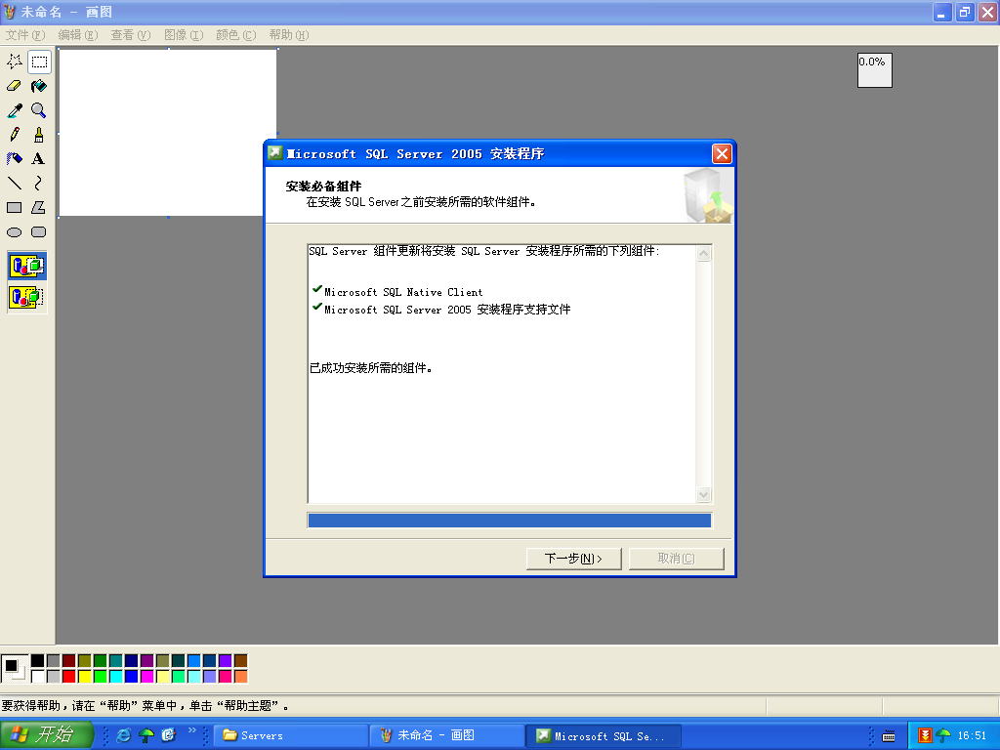 未命名 - 画图
文件(F) 编辑(E) 查看(V) 图像(I) 颜色(C) 帮助(H)
0.0%
Microsoft SQL Server 2005 安装程序
安装必备组件
在安装 SQL Server 之前安装所需的软件组件。
SQL Server 组件更新将安装 SQL Server 安装程序所需的下列组件:
Microsoft SQL Native Client
Microsoft SQL Server 2005 安装程序支持文件
已成功安装所需的组件。
下一步(N) > 取消(C)
要获得帮助，请在“帮助”菜单中，单击“帮助主题”。
开始 Servers 未命名 - 画图 Microsoft SQL Se... 16:51